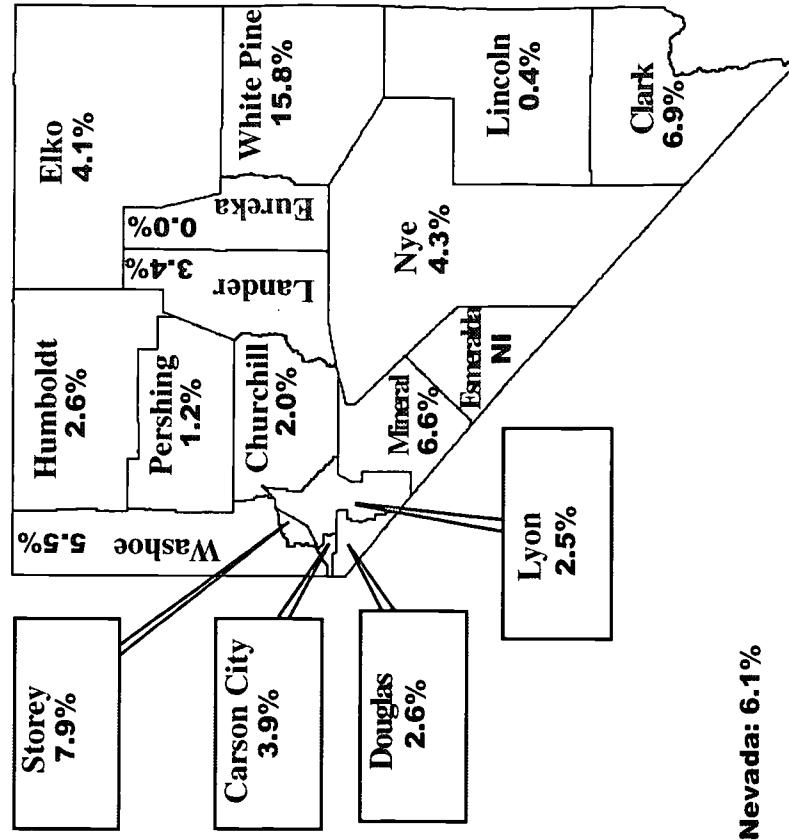 Elko
4.1%
White Pine
15.8%
Eureka
0.0%
Lander
3.4%
Humboldt
2.6%
Pershing
1.2%
Churchill
2.0%
Washoe
5.5%
Lincoln
0.4%
Clark
6.9%
Nye
4.3%
Esmeralda
NI
Mineral
6.6%
Lyon
2.5%
Storey
7.9%
Carson City
3.9%
Douglas
2.6%
Nevada: 6.1%